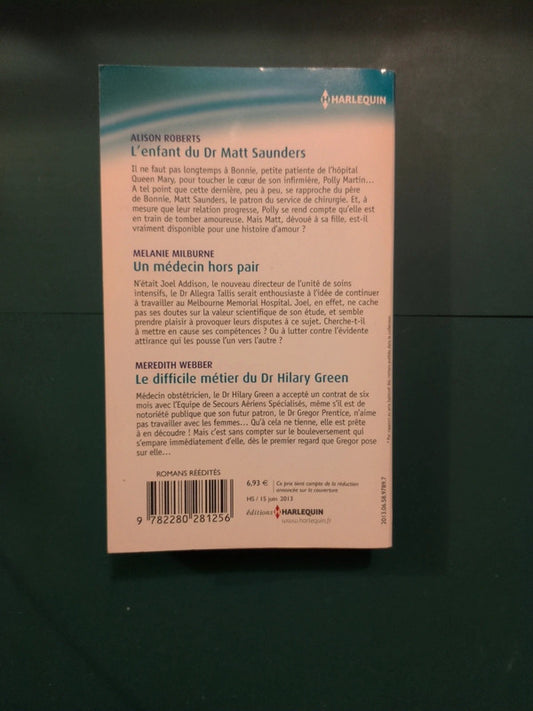 HARLEQUIN
ALISON ROBERTS
L'enfant du Dr Matt Saunders
Il ne faut pas longtemps à Bonnie, petite patiente de l'hôpital
Queen Mary, pour toucher le cœur de son infirmière, Polly Martin...
A tel point que cette dernière, peu à peu, se rapproche du père
de Bonnie, Matt Saunders, le patron du service de chirurgie. Et, à
mesure que leur relation progresse, Polly se rend compte qu'elle est
en train de tomber amoureuse. Mais Matt, dévoué à sa fille, est-il
vraiment disponible pour une histoire d'amour ?
MELANIE MILBURNE
Un médecin hors pair
N'était Joel Addison, le nouveau directeur de l'unité de soins
intensifs, le Dr Allegra Tallis serait enthousiaste à l'idée de continuer
à travailler au Melbourne Memorial Hospital. Joel, en effet, ne cache
pas ses doutes sur la valeur scientifique de son étude, et semble
prendre plaisir à provoquer leurs disputes à ce sujet. Cherche-t-il
à mettre en cause ses compétences ? Ou à lutter contre l'évidente
attirance qui les pousse l'un vers l'autre ?
MEREDITH WEBBER
Le difficile métier du Dr Hilary Green
Médecin obstétricien, le Dr Hilary Green a accepté un contrat de six
mois avec l'Equipe de Secours Aériens Spécialisés, même s'il est de
notoriété publique que son futur patron, le Dr Gregor Prentice, n'aime
pas travailler avec les femmes... Qu'à cela ne tienne, elle est prête
à en découdre ! Mais c'est sans compter sur le bouleversement qui
s'empare immédiatement d'elle, dès le premier regard que Gregor pose
sur elle...
ROMANS RÉÉDITÉS
9 782280 281256
6,93 €
Ce prix tient compte de la réduction
annoncée sur la couverture
HS / 15 juin 2013
éditions HARLEQUIN
www.harlequin.fr
2013.06.58.9789.7